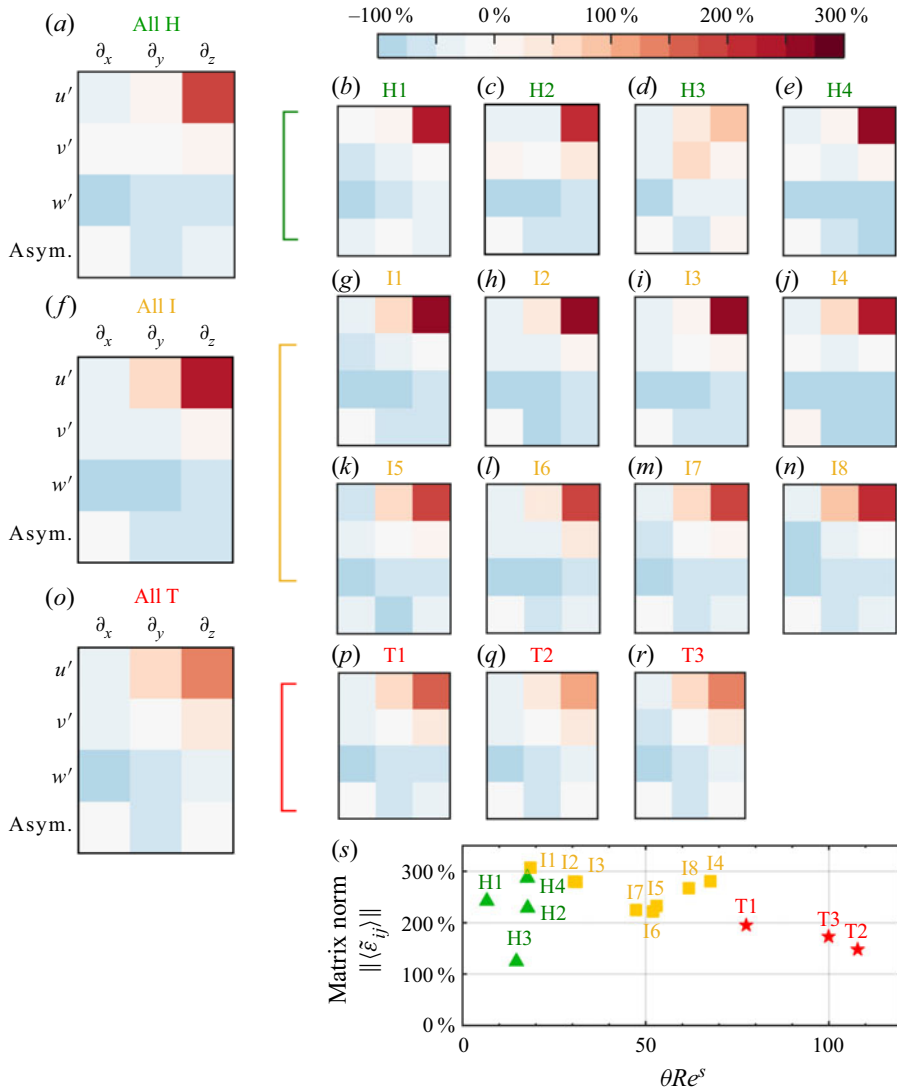 (a) All H
−100 % 0 % 100 % 200 % 300 %
∂x ∂y ∂z
u′
v′
w′
Asym.
(b) H1 (c) H2 (d) H3 (e) H4
(f) All I
∂x ∂y ∂z
u′
v′
w′
Asym.
(g) I1 (h) I2 (i) I3 (j) I4
(k) I5 (l) I6 (m) I7 (n) I8
(o) All T
∂x ∂y ∂z
u′
v′
w′
Asym.
(p) T1 (q) T2 (r) T3
(s)
Matrix norm
‖⟨ε̃ij⟩‖
300 %
200 %
100 %
0 %
H1 H4 H2 H3
I1 I2 I3 I7 I5 I6 I8 I4
T1 T3 T2
0 50 100
θRe^s